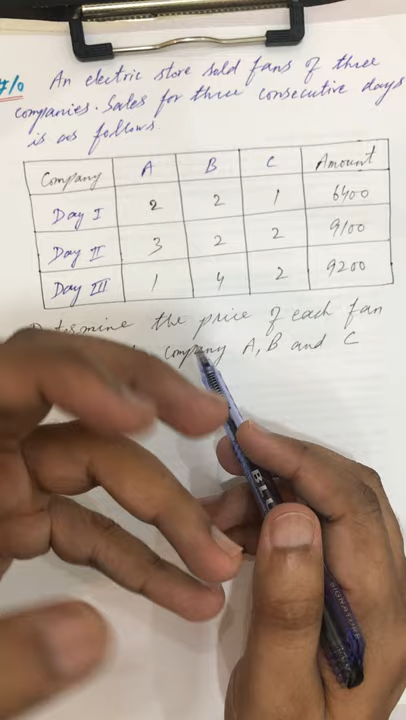 An electric store sold fans of three
companies. Sales for three consecutive days
is as follows.
Company A B C Amount
Day I 2 2 1 6400
Day II 3 2 2 9100
Day III 1 4 2 9200
Determine the price of each fan
company A, B and C
SIGNATURE